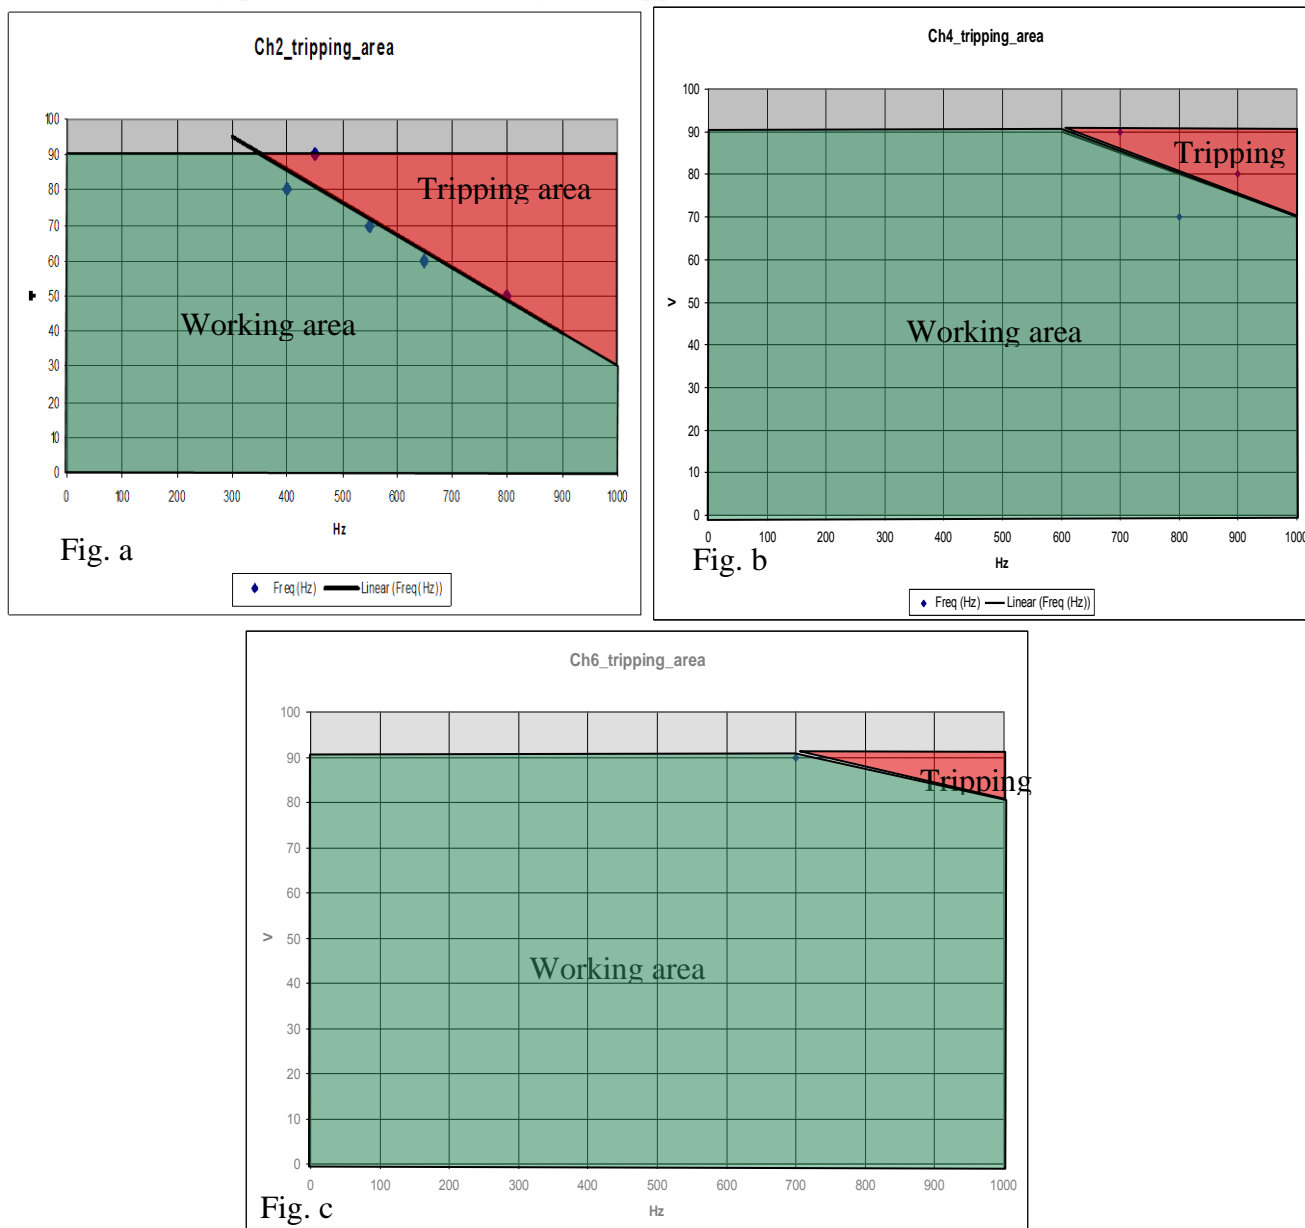 Ch2_tripping_area
100
90
80
70
60
50
40
30
20
10
0
Tripping area
Working area
0 100 200 300 400 500 600 700 800 900 1000
Hz
Fig. a
Freq (Hz) Linear (Freq (Hz))
Ch4_tripping_area
100
90
80
70
60
50
40
30
20
10
0
V
Tripping
Working area
0 100 200 300 400 500 600 700 800 900 1000
Hz
Fig. b
Freq (Hz) Linear (Freq (Hz))
Ch6_tripping_area
100
90
80
70
60
50
40
30
20
10
0
V
Tripping
Working area
0 100 200 300 400 500 600 700 800 900 1000
Hz
Fig. c